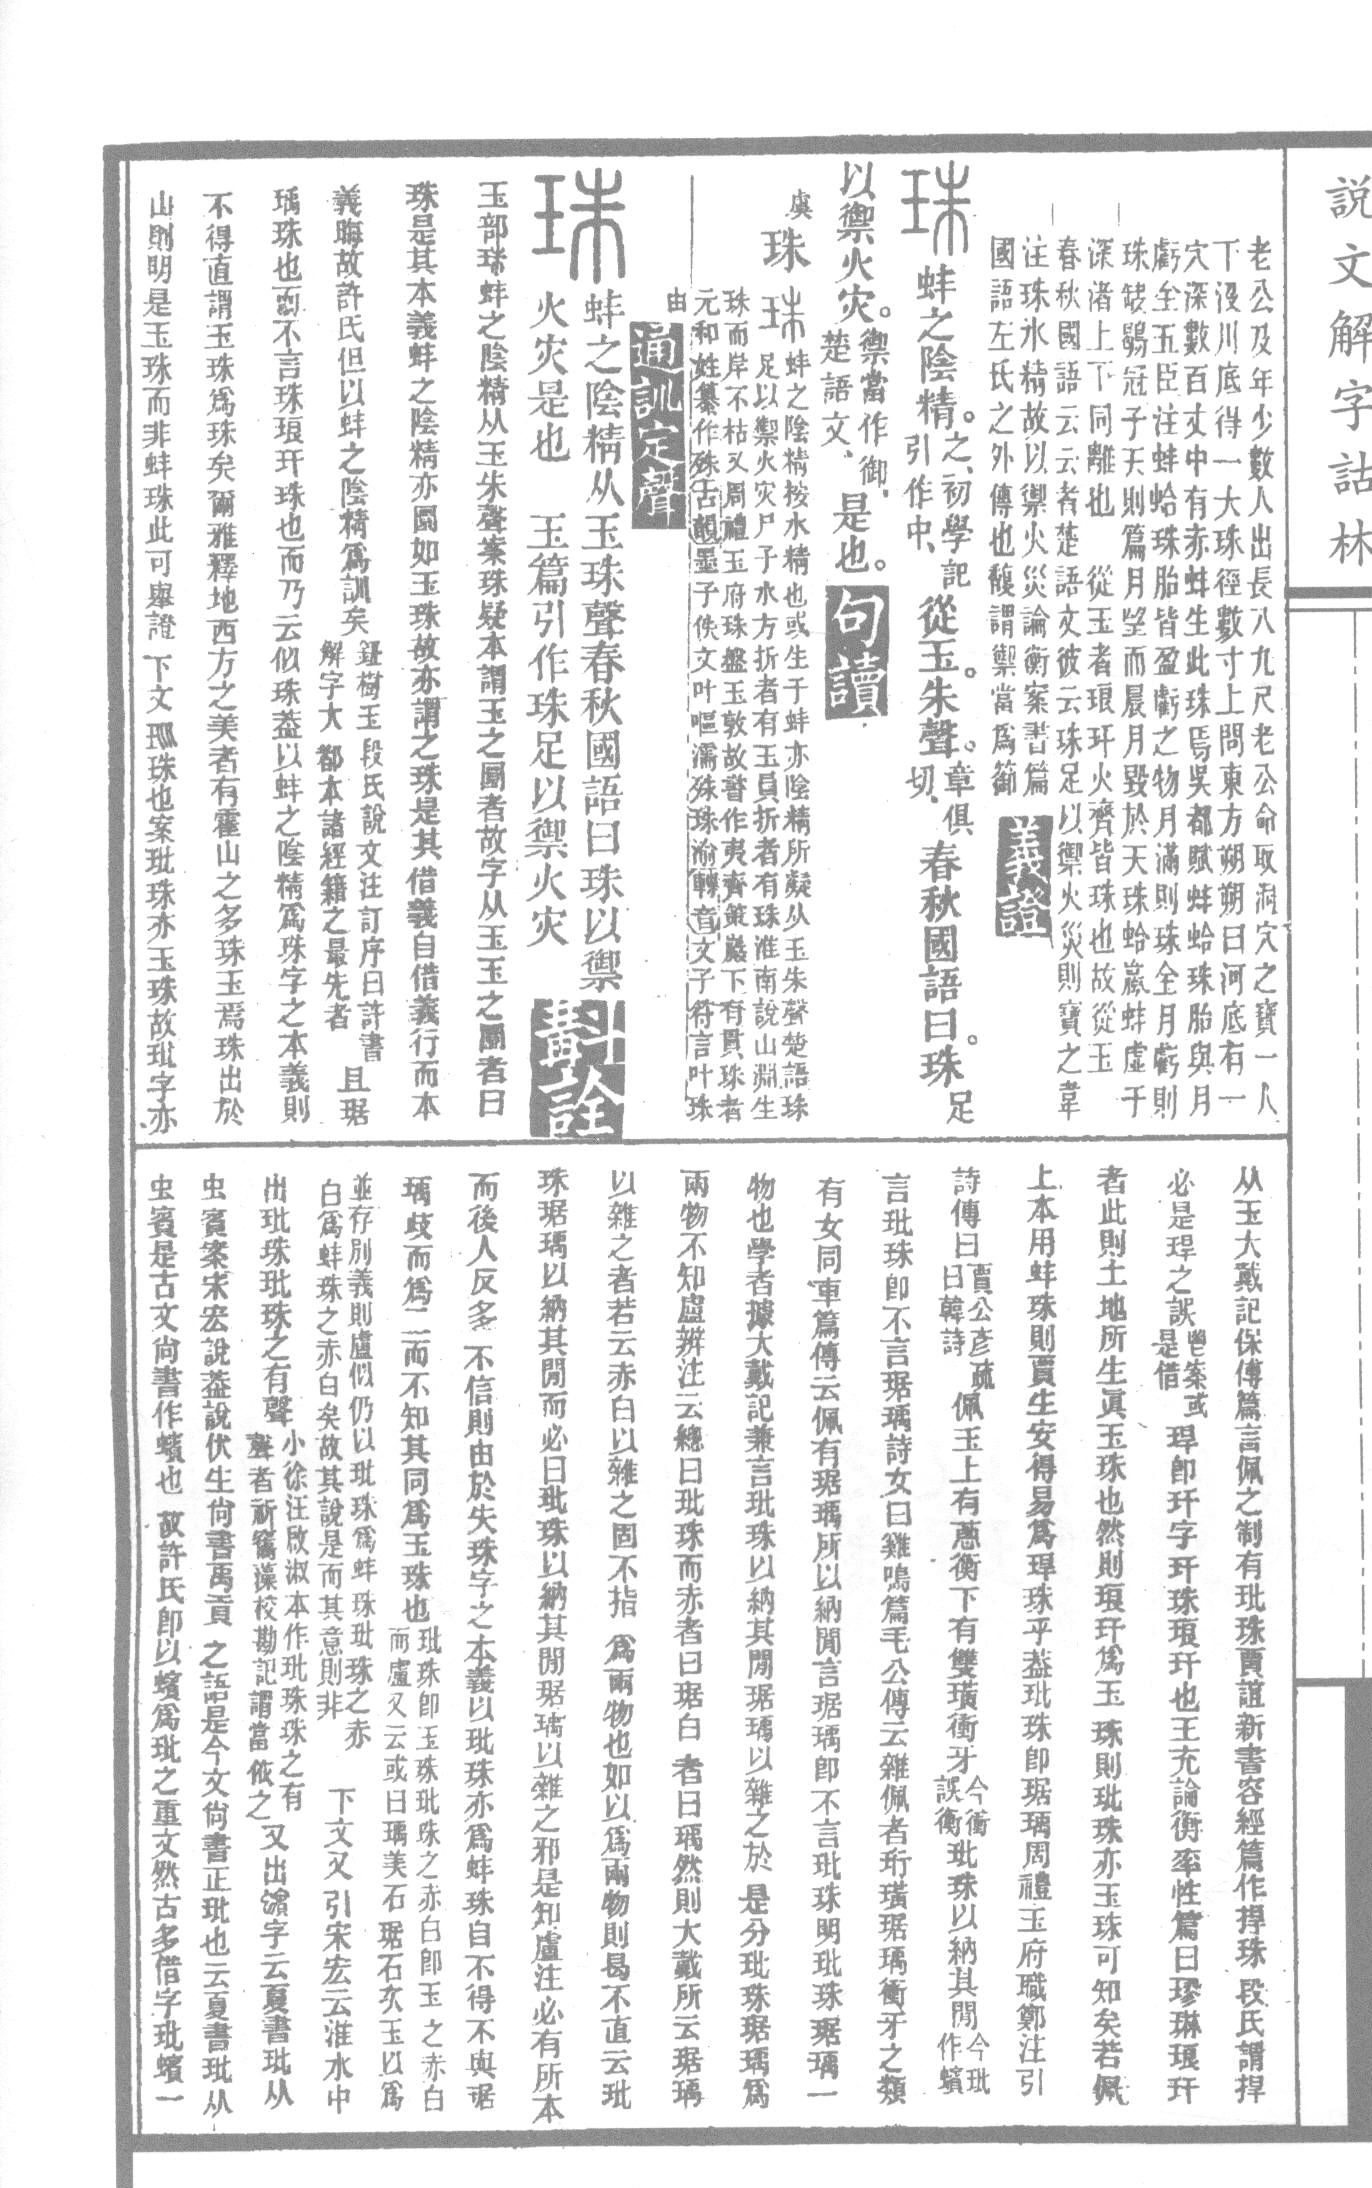 説文解字詁林
老公及年少數人出長八九尺老公命取洞穴之寶一人
下沒川底得一大珠徑數寸上問東方朔朔曰河底有一
穴深數百丈中有赤蚌生此珠焉吳都賦蚌蛤珠胎與月
虧全五臣注蚌蛤珠胎皆盈虧之物月滿則珠全月虧則
珠缺鶡冠子天則篇月望而晨月毀於天珠蛤蠃蚌虛于
深渚上下同離也 從玉者琅玕火齊皆珠也故從玉
春秋國語云云者楚語文彼云珠足以禦火災則寶之韋
注珠水精故以禦火災論衡案書篇
國語左氏之外傳也馥謂禦當爲籞
義證
珠蚌之陰精。之、初學記引作中、從玉。朱聲。章俱切、春秋國語曰。珠足
以禦火灾。禦當作御、楚語文、是也。
句讀
虞
珠珠蚌之陰精按水精也或生于蚌亦陰精所凝从玉朱聲楚語珠
足以禦火灾尸子水方折者有玉員折者有珠淮南說山淵生
珠而岸不枯又周禮玉府珠盤玉敦故書作夷齊策嚴下有貫珠者
元和姓纂作殊古韻墨子佚文叶嘔濡殊珠渝轉音文子符言叶珠
由
通訓定聲
珠蚌之陰精从玉珠聲春秋國語曰珠以禦
火灾是也 玉篇引作珠足以禦火灾
斠詮
玉部珠蚌之陰精从玉朱聲案珠疑本謂玉之圜者故字从玉玉之圜者曰
珠是其本義蚌之陰精亦圜如玉珠故亦謂之珠是其借義自借義行而本
義晦故許氏但以蚌之陰精爲訓矣鈕樹玉段氏說文注訂序曰許書解字大都本諸經籍之最先者且琚
瑀珠也而不言珠琅玕珠也而乃云似珠葢以蚌之陰精爲珠字之本義則
不得直謂玉珠爲珠矣爾雅釋地西方之美者有霍山之多珠玉焉珠出於
山則明是玉珠而非蚌珠此可舉證下文玭珠也案玭珠亦玉珠故玭字亦
从玉大戴記保傅篇言佩之制有玭珠賈誼新書容經篇作捍珠段氏謂捍
必是琾之誤鬯案或是借琾卽玕字玕珠琅玕也王充論衡率性篇曰璆琳琅玕
者此則土地所生眞玉珠也然則琅玕爲玉珠則玭珠亦玉珠可知矣若佩
上本用蚌珠則賈生安得易爲琾珠乎葢玭珠卽琚瑀周禮玉府職鄭注引
詩傳曰賈公彥疏曰韓詩佩玉上有蔥衡下有雙璜衝牙今衝誤衡玭珠以納其閒今玭作蠙
言玭珠卽不言琚瑀詩女曰雞鳴篇毛公傳云雜佩者珩璜琚瑀衝牙之類
有女同車篇傳云佩有琚瑀所以納閒言琚瑀卽不言玭珠明玭珠琚瑀一
物也學者據大戴記兼言玭珠以納其閒琚瑀以雜之於是分玭珠琚瑀爲
兩物不知盧辨注云總曰玭珠而赤者曰琚白者曰瑀然則大戴所云琚瑀
以雜之者若云赤白以雜之固不指爲兩物也如以爲兩物則曷不直云玭
珠琚瑀以納其閒而必曰玭珠以納其閒琚瑀以雜之邪是知盧注必有所本
而後人反多不信則由於失珠字之本義以玭珠亦爲蚌珠自不得不與琚
瑀歧而爲二而不知其同爲玉珠也玭珠卽玉珠玭珠之赤白卽玉之赤白而盧又云或曰瑀美石琚石次玉以爲
並存別義則盧似仍以玭珠爲蚌珠玭珠之赤白爲蚌珠之赤白矣故其說是而其意則非下文又引宋宏云淮水中
出玭珠玭珠之有聲小徐汪啟淑本作玭珠珠之有聲者祈寯藻校勘記謂當依之又出蠙字云夏書玭从
虫賓案宋宏說葢說伏生尙書禹貢之語是今文尙書正玭也云夏書玭从
虫賓是古文尙書作蠙也故許氏卽以蠙爲玭之重文然古多借字玭蠙一